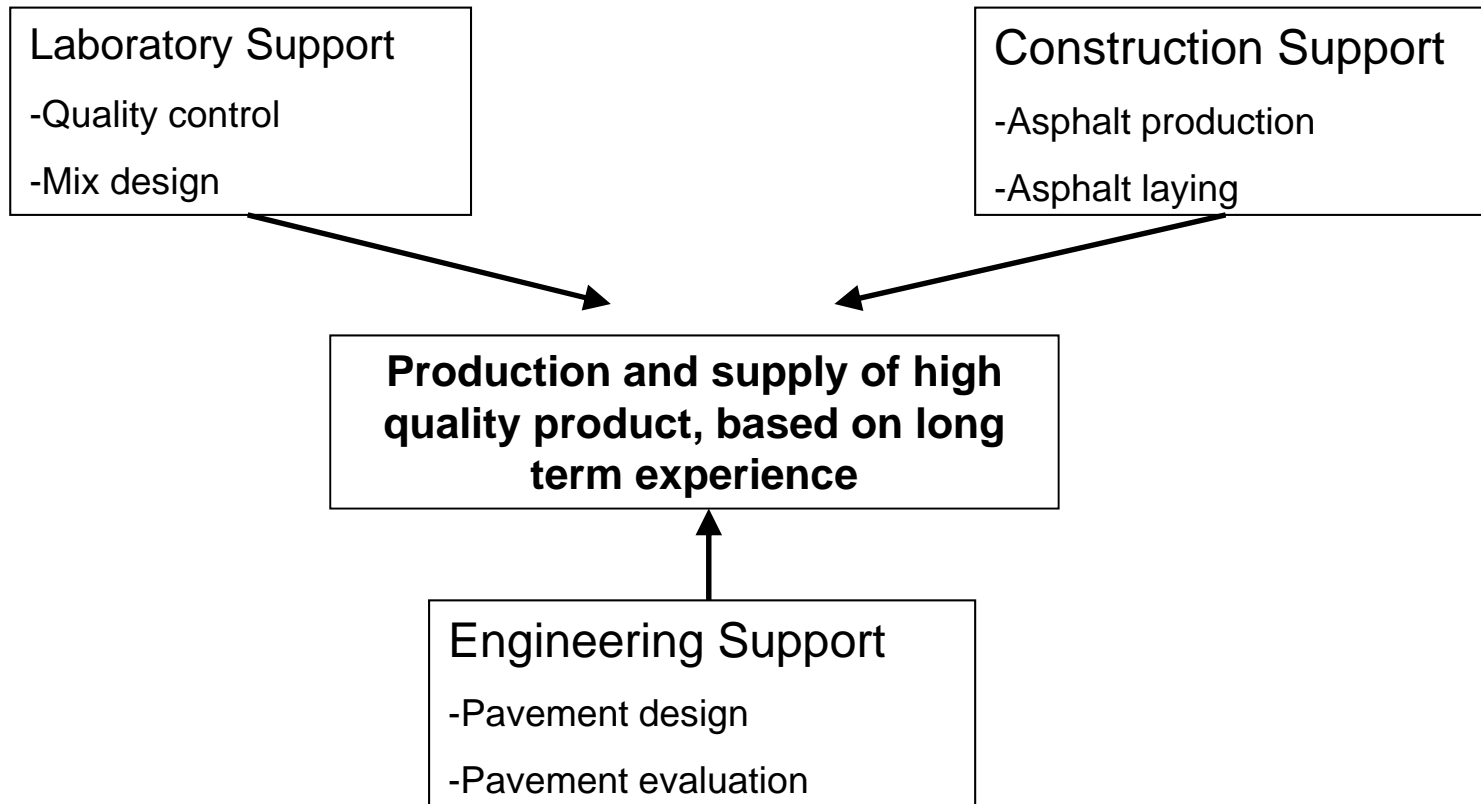 Laboratory Support
-Quality control
-Mix design
Construction Support
-Asphalt production
-Asphalt laying
Production and supply of high
quality product, based on long
term experience
Engineering Support
-Pavement design
-Pavement evaluation